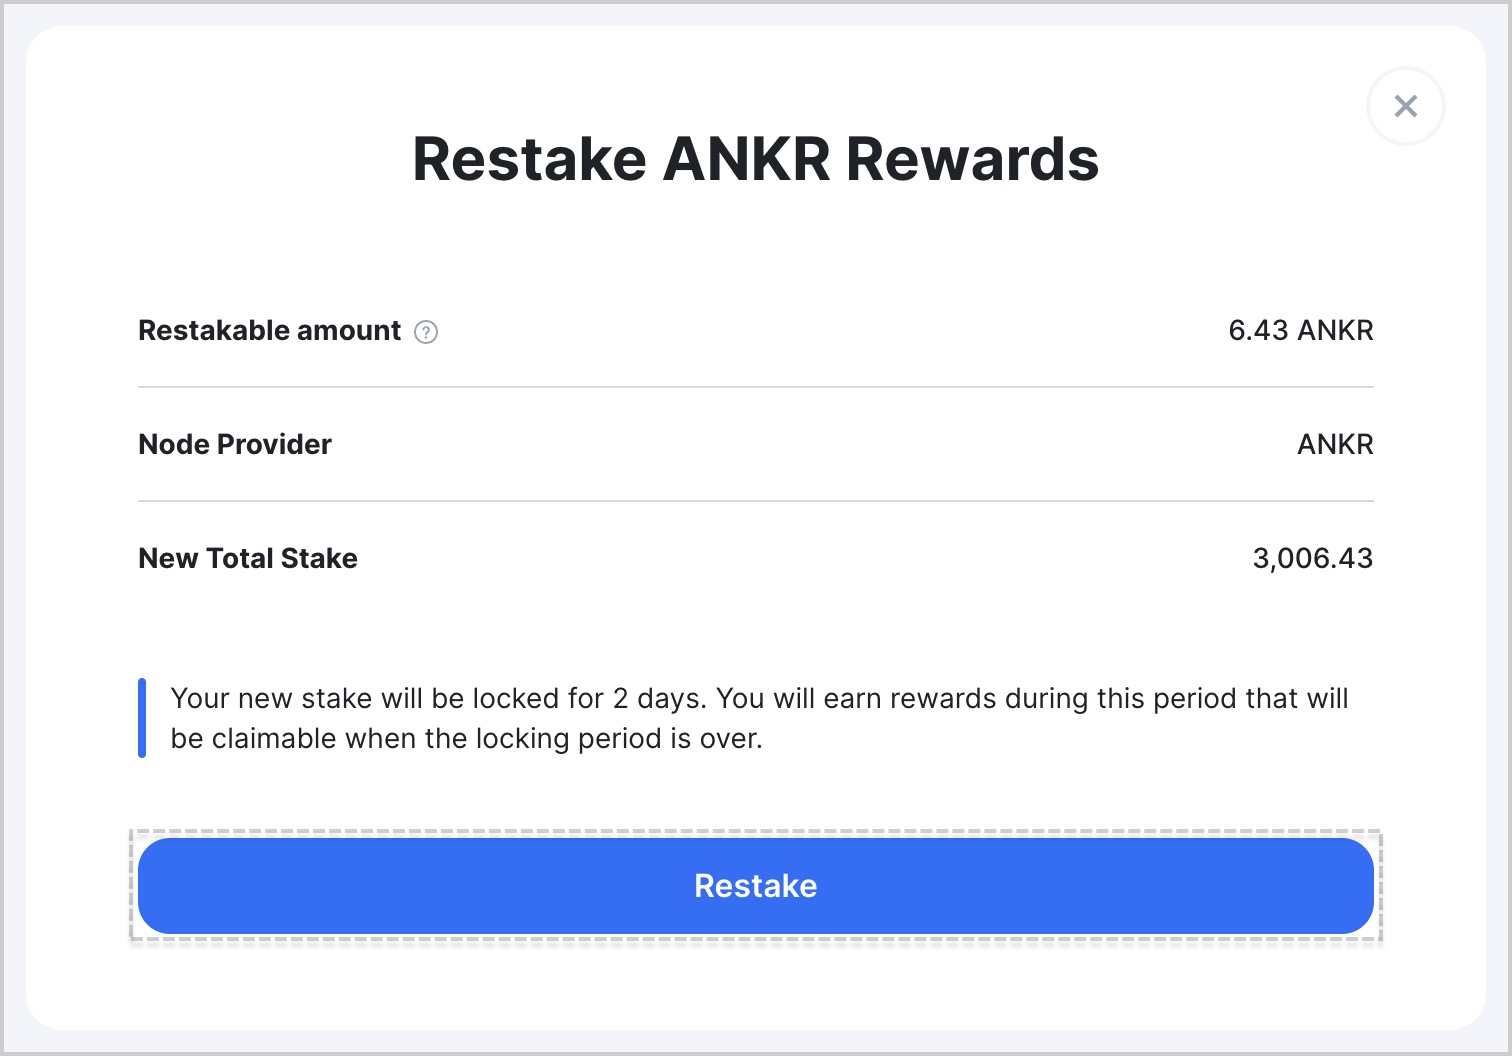 Restake ANKR Rewards
Restakable amount ? 6.43 ANKR
Node Provider ANKR
New Total Stake 3,006.43
Your new stake will be locked for 2 days. You will earn rewards during this period that will
be claimable when the locking period is over.
Restake